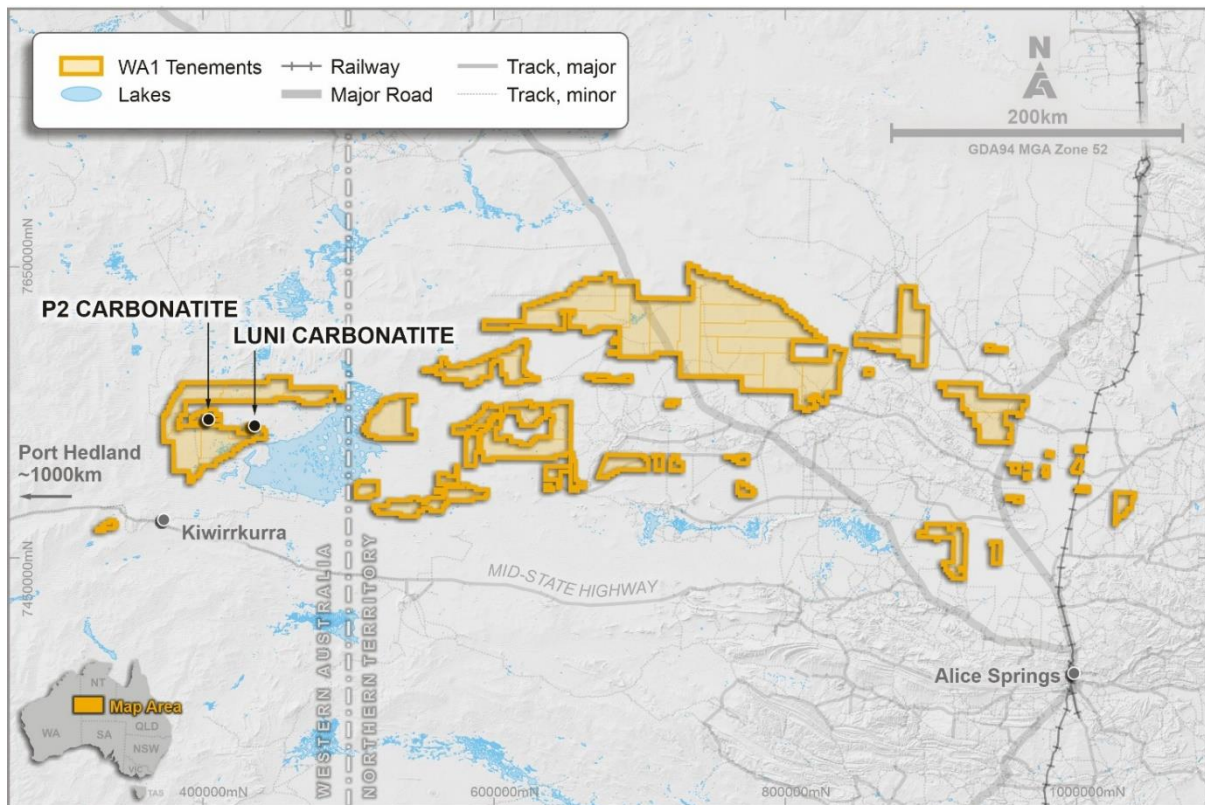 WA1 Tenements
Railway
Track, major
Lakes
Major Road
Track, minor
N
200km
GDA94 MGA Zone 52
7650000mN
P2 CARBONATITE
LUNI CARBONATITE
Port Hedland
~1000km
Kiwirrkurra
7450000mN
MID-STATE HIGHWAY
WESTERN AUSTRALIA
NORTHERN TERRITORY
Alice Springs
NT
Map Area
WA
QLD
SA
NSW
VIC
TAS
400000mN
600000mN
800000mN
1000000mN